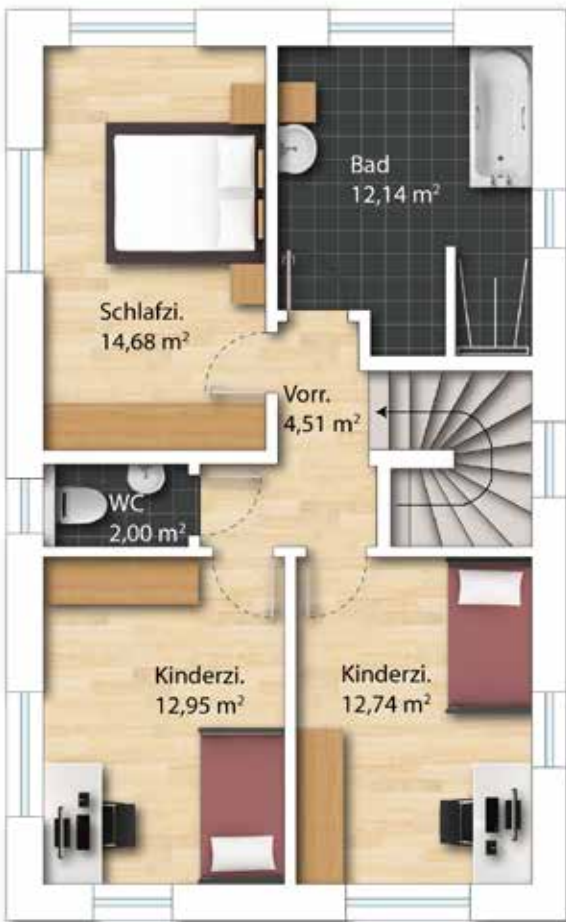 Bad
12,14 m²
Schlafzi.
14,68 m²
Vorr.
4,51 m²
WC
2,00 m²
Kinderzi.
12,95 m²
Kinderzi.
12,74 m²